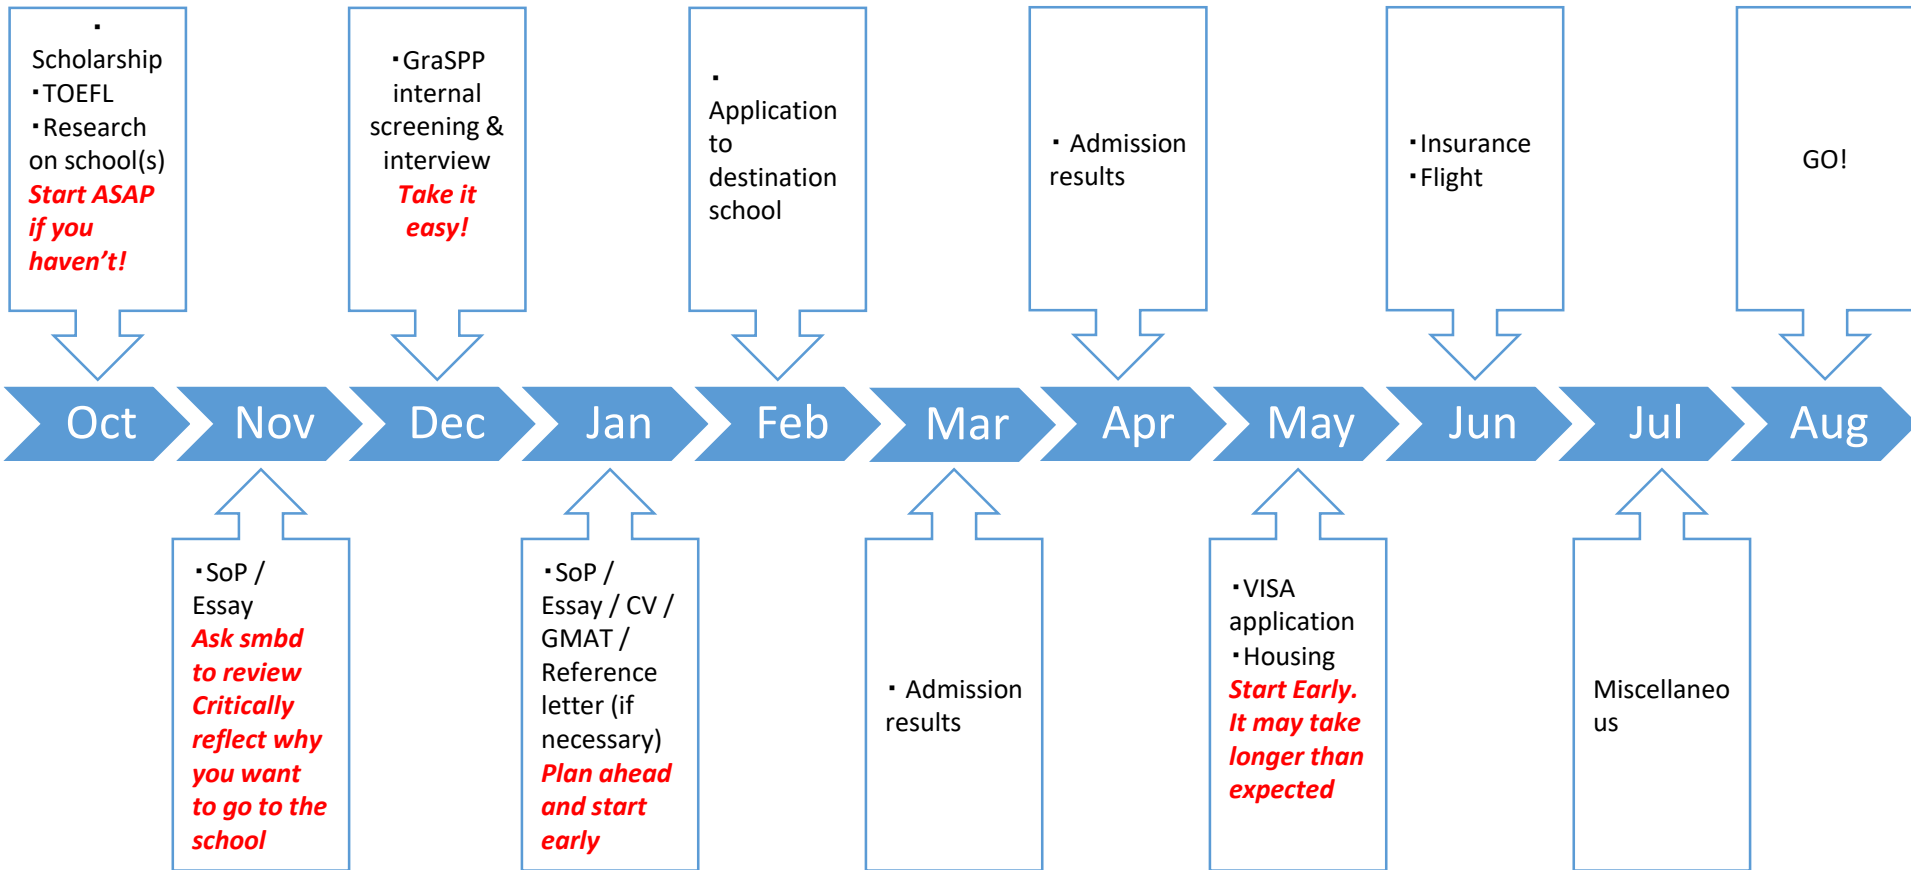 ・
Scholarship
・TOEFL
・Research
on school(s)
Start ASAP
if you
haven’t!
・GraSPP
internal
screening &
interview
Take it
easy!
・
Application
to
destination
school
・ Admission
results
・Insurance
・Flight
GO!
Oct
Nov
Dec
Jan
Feb
Mar
Apr
May
Jun
Jul
Aug
・SoP /
Essay
Ask smbd
to review
Critically
reflect why
you want
to go to the
school
・SoP /
Essay / CV /
GMAT /
Reference
letter (if
necessary)
Plan ahead
and start
early
・ Admission
results
・VISA
application
・Housing
Start Early.
It may take
longer than
expected
Miscellaneo
us